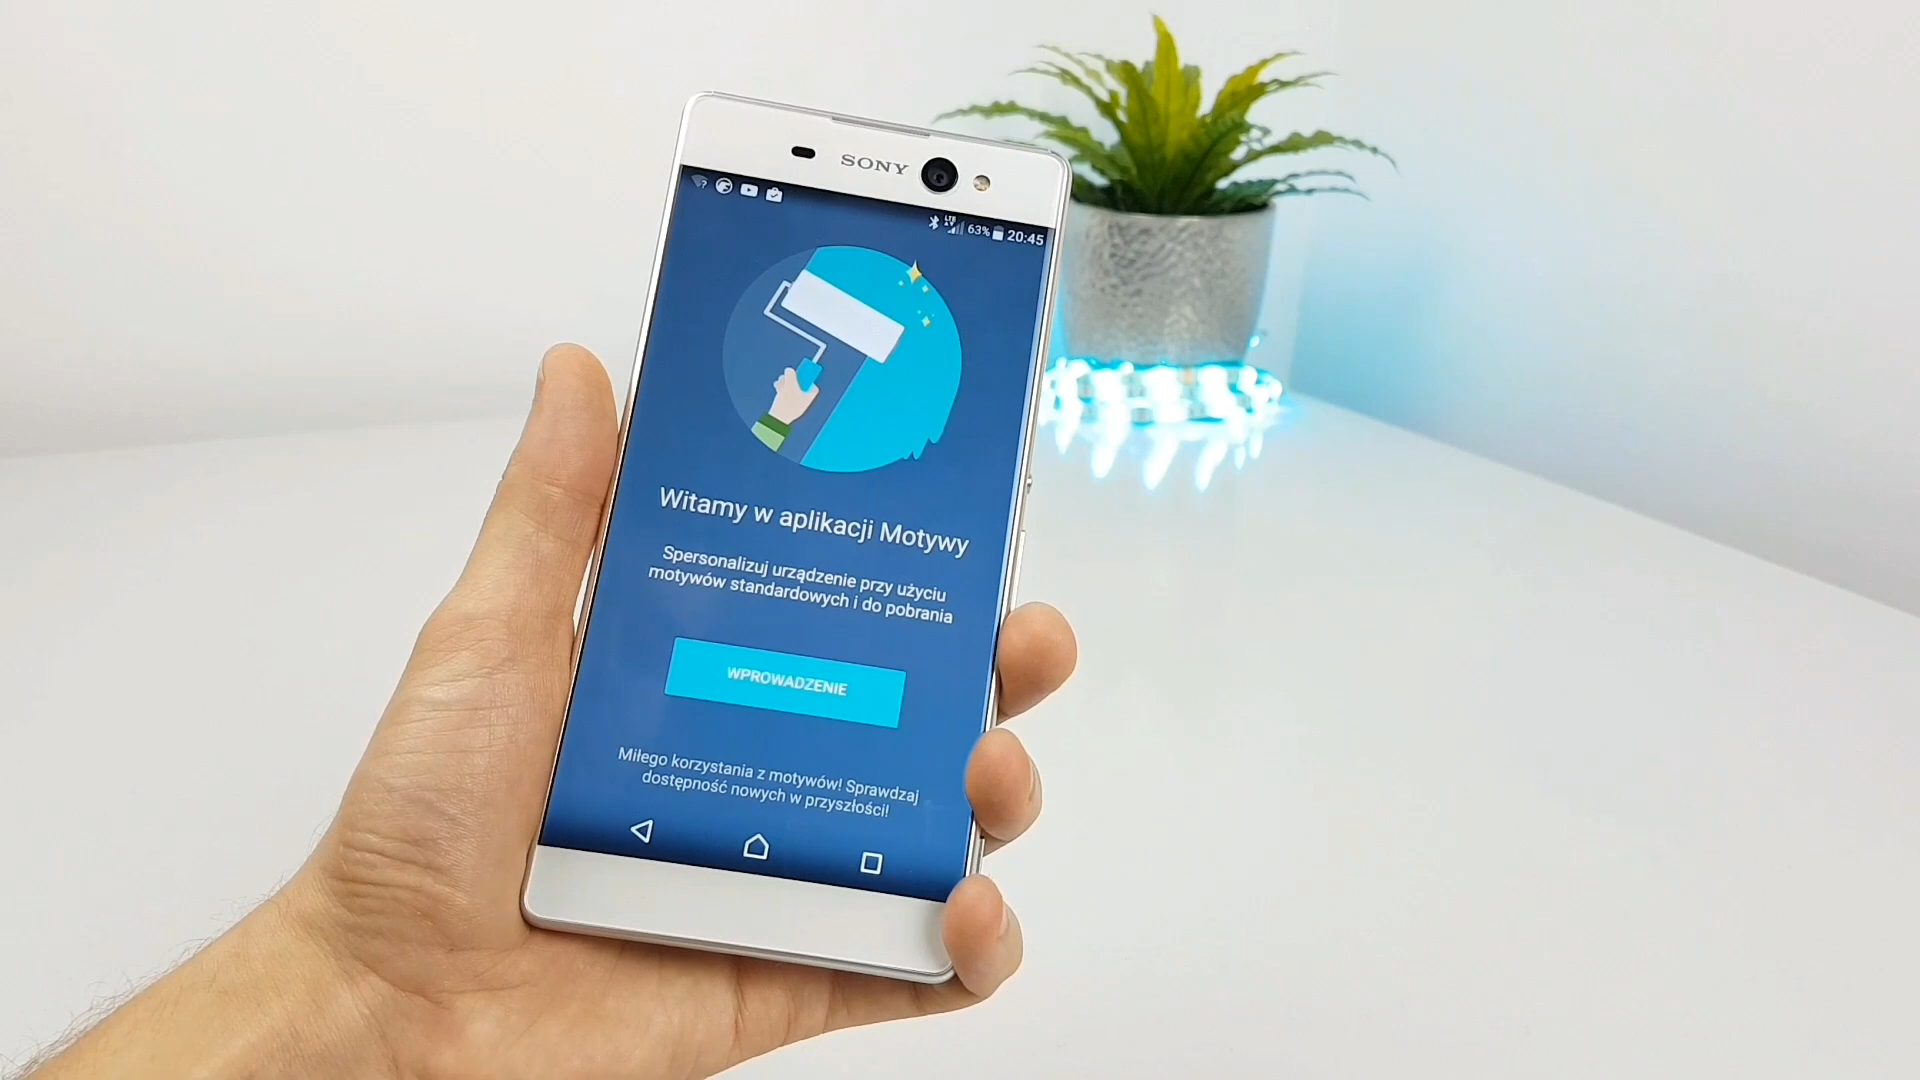 SONY
LTE
63% 20:45
Witamy w aplikacji Motywy
Spersonalizuj urządzenie przy użyciu
motywów standardowych i do pobrania
WPROWADZENIE
Miłego korzystania z motywów! Sprawdzaj
dostępność nowych w przyszłości!